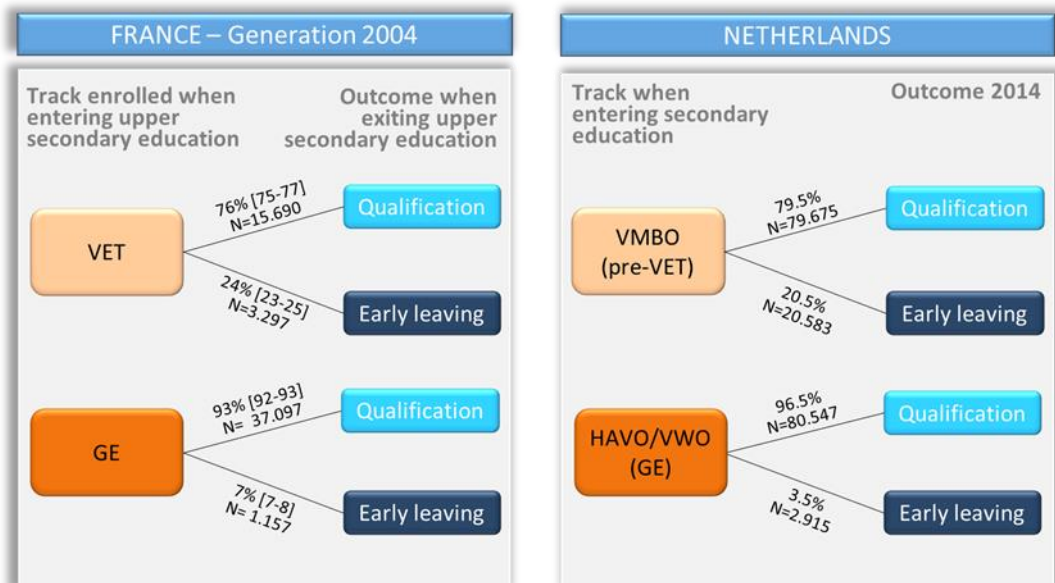 FRANCE – Generation 2004
Track enrolled when
entering upper
secondary education
Outcome when
exiting upper
secondary education
VET
76% [75-77]
N=15.690
Qualification
24% [23-25]
N=3.297
Early leaving
GE
93% [92-93]
N= 37.097
Qualification
7% [7-8]
N= 1.157
Early leaving
NETHERLANDS
Track when
entering secondary
education
Outcome 2014
VMBO
(pre-VET)
79.5%
N=79.675
Qualification
20.5%
N=20.583
Early leaving
HAVO/VWO
(GE)
96.5%
N=80.547
Qualification
3.5%
N=2.915
Early leaving